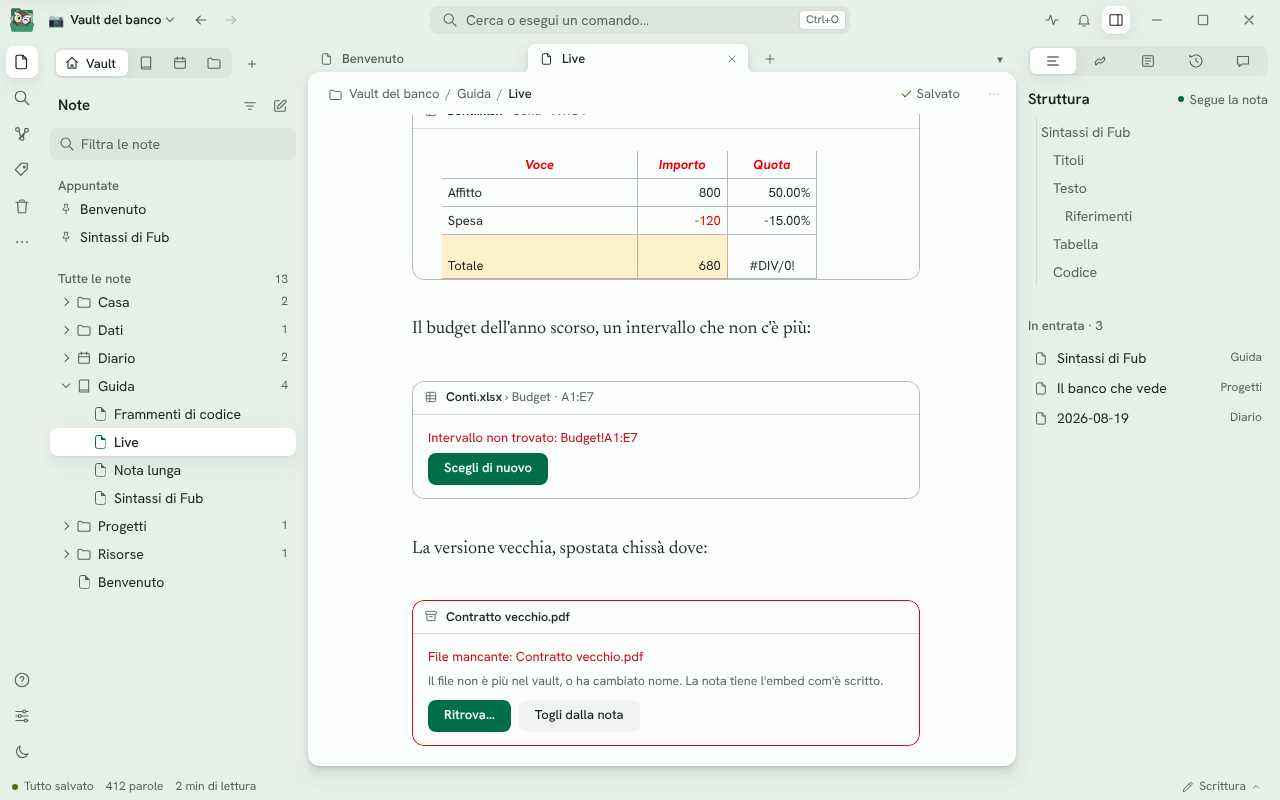 Vault del banco
Cerca o esegui un comando...
Ctrl+O
Vault
Note
Filtra le note
Appuntate
Benvenuto
Sintassi di Fub
Tutte le note 13
Casa 2
Dati 1
Diario 2
Guida 4
Frammenti di codice
Live
Nota lunga
Sintassi di Fub
Progetti 1
Risorse 1
Benvenuto
Tutto salvato 412 parole 2 min di lettura
Benvenuto
Live
Vault del banco / Guida / Live
Salvato
Voce Importo Quota
Affitto 800 50.00%
Spesa -120 -15.00%
Totale 680 #DIV/0!
Il budget dell'anno scorso, un intervallo che non c'è più:
Conti.xlsx › Budget · A1:E7
Intervallo non trovato: Budget!A1:E7
Scegli di nuovo
La versione vecchia, spostata chissà dove:
Contratto vecchio.pdf
File mancante: Contratto vecchio.pdf
Il file non è più nel vault, o ha cambiato nome. La nota tiene l'embed com'è scritto.
Ritrova...
Togli dalla nota
Struttura
Segue la nota
Sintassi di Fub
Titoli
Testo
Riferimenti
Tabella
Codice
In entrata · 3
Sintassi di Fub Guida
Il banco che vede Progetti
2026-08-19 Diario
Scrittura